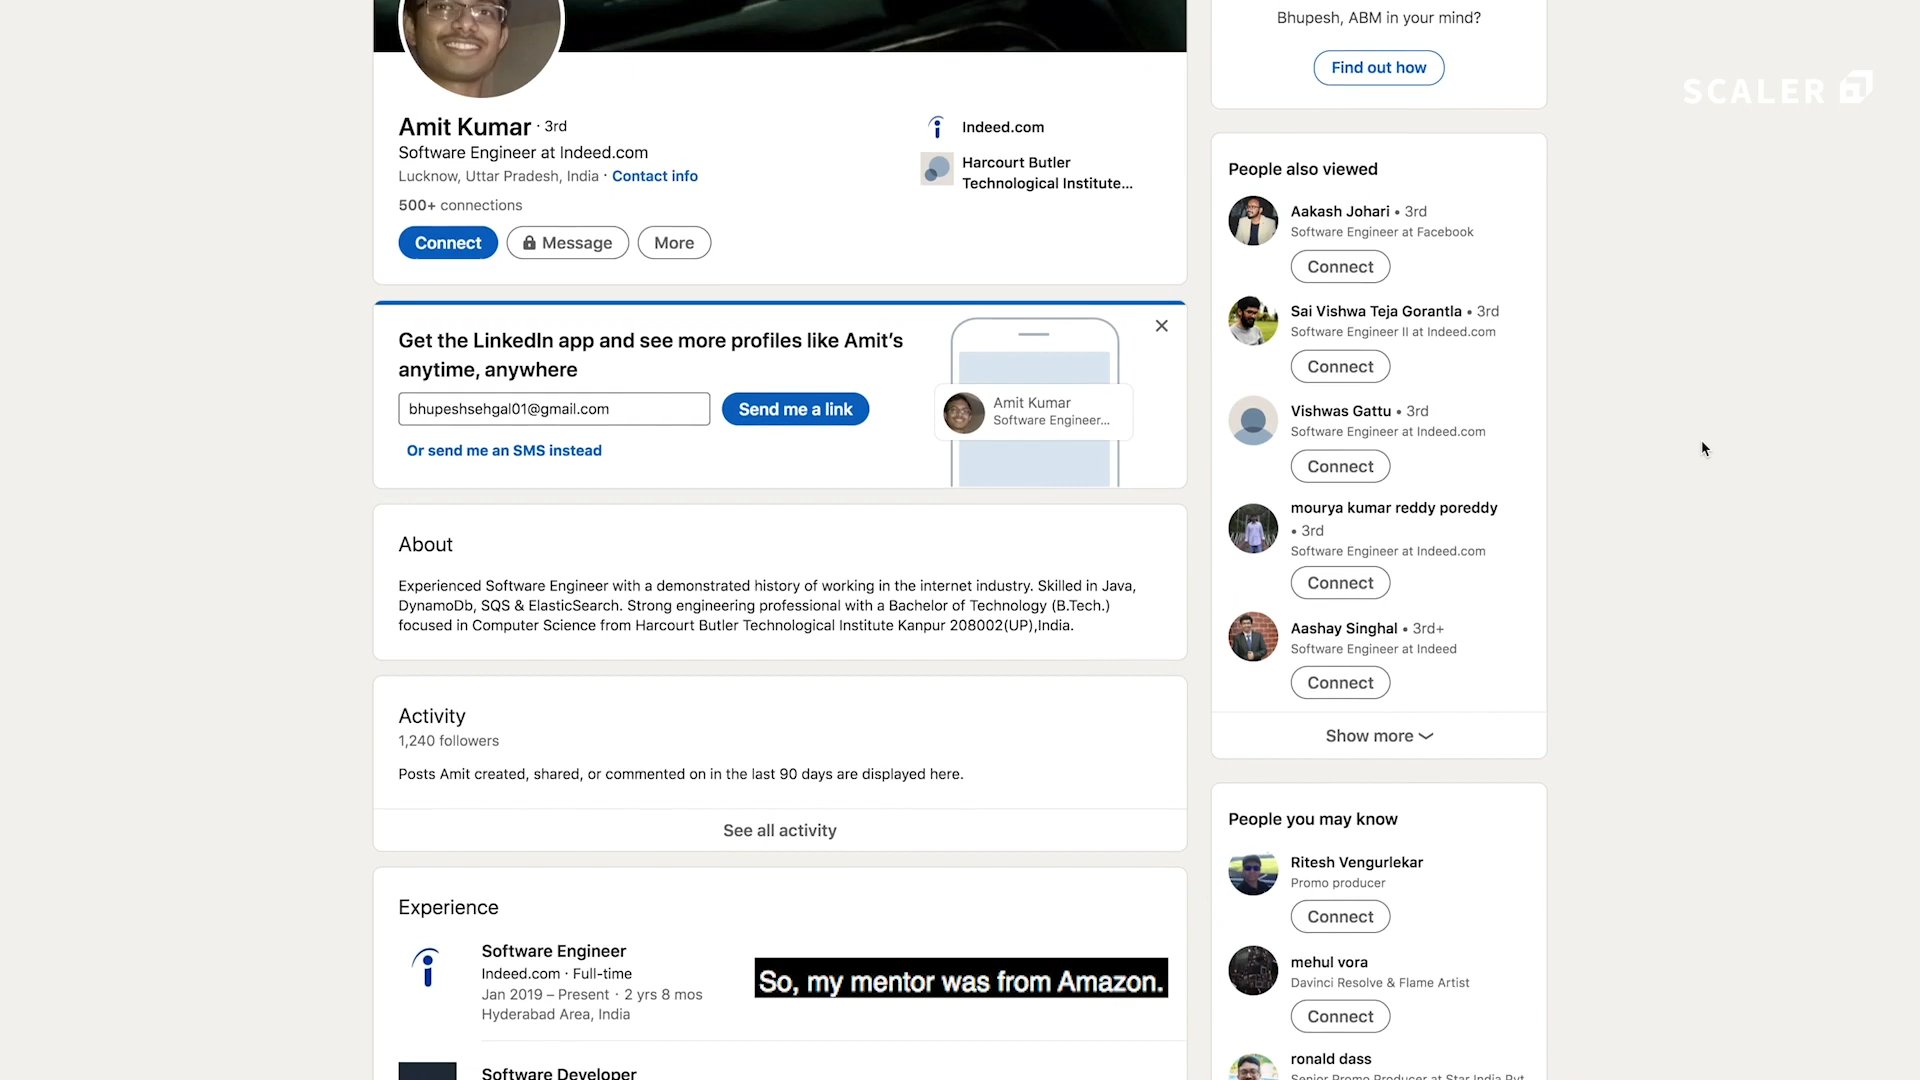 Bhupesh, ABM in your mind?
Find out how
SCALER
Amit Kumar · 3rd
Software Engineer at Indeed.com
Lucknow, Uttar Pradesh, India · Contact info
500+ connections
Connect
Message
More
Indeed.com
Harcourt Butler
Technological Institute...
Get the LinkedIn app and see more profiles like Amit's
anytime, anywhere
bhupeshsehgal01@gmail.com
Send me a link
Or send me an SMS instead
Amit Kumar
Software Engineer...
About
Experienced Software Engineer with a demonstrated history of working in the internet industry. Skilled in Java,
DynamoDb, SQS & ElasticSearch. Strong engineering professional with a Bachelor of Technology (B.Tech.)
focused in Computer Science from Harcourt Butler Technological Institute Kanpur 208002(UP),India.
Activity
1,240 followers
Posts Amit created, shared, or commented on in the last 90 days are displayed here.
See all activity
Experience
Software Engineer
Indeed.com · Full-time
Jan 2019 – Present · 2 yrs 8 mos
Hyderabad Area, India
So, my mentor was from Amazon.
Software Developer
People also viewed
Aakash Johari • 3rd
Software Engineer at Facebook
Connect
Sai Vishwa Teja Gorantla • 3rd
Software Engineer II at Indeed.com
Connect
Vishwas Gattu • 3rd
Software Engineer at Indeed.com
Connect
mourya kumar reddy poreddy
• 3rd
Software Engineer at Indeed.com
Connect
Aashay Singhal • 3rd+
Software Engineer at Indeed
Connect
Show more
People you may know
Ritesh Vengurlekar
Promo producer
Connect
mehul vora
Davinci Resolve & Flame Artist
Connect
ronald dass
Senior Promo Producer at Star India Pvt